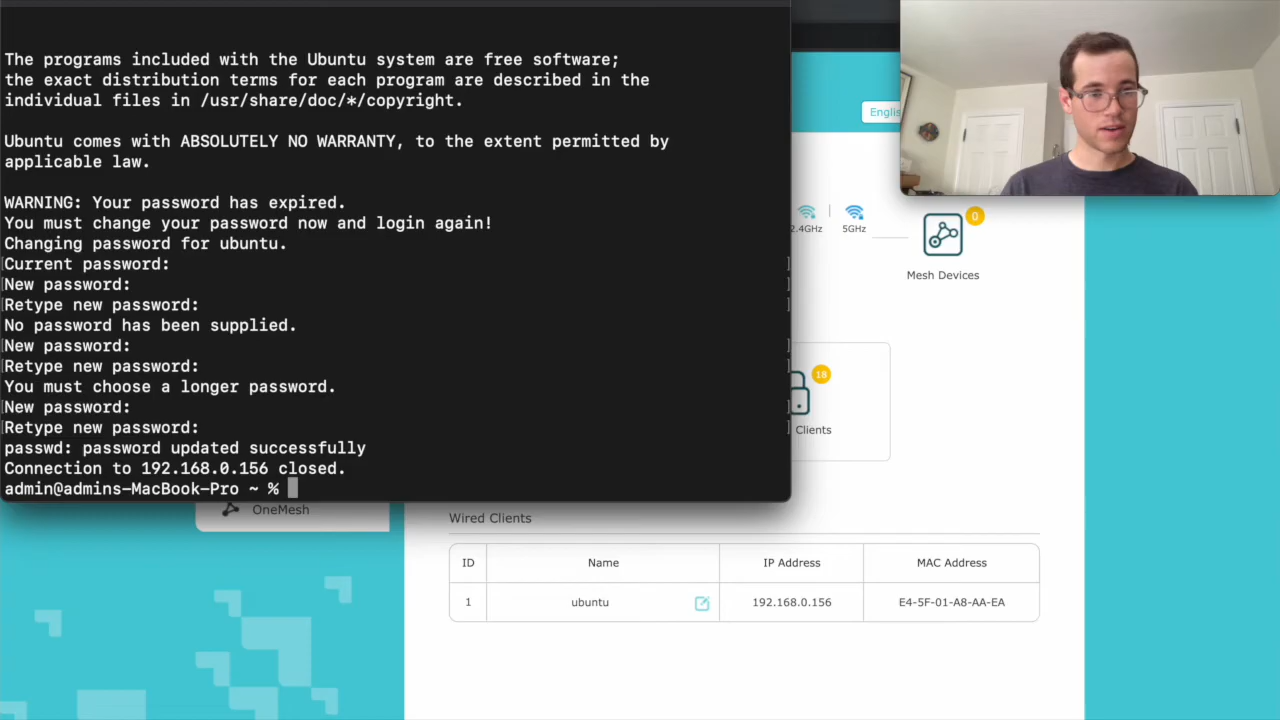 The programs included with the Ubuntu system are free software;
the exact distribution terms for each program are described in the
individual files in /usr/share/doc/*/copyright.
Ubuntu comes with ABSOLUTELY NO WARRANTY, to the extent permitted by
applicable law.
WARNING: Your password has expired.
You must change your password now and login again!
Changing password for ubuntu.
[Current password: ]
[New password: ]
[Retype new password: ]
No password has been supplied.
[New password: ]
[Retype new password: ]
You must choose a longer password.
[New password: ]
[Retype new password: ]
passwd: password updated successfully
Connection to 192.168.0.156 closed.
admin@admins-MacBook-Pro ~ %
Englis
2.4GHz
5GHz
0
Mesh Devices
18
Clients
OneMesh
Wired Clients
ID Name IP Address MAC Address
1 ubuntu 192.168.0.156 E4-5F-01-A8-AA-EA